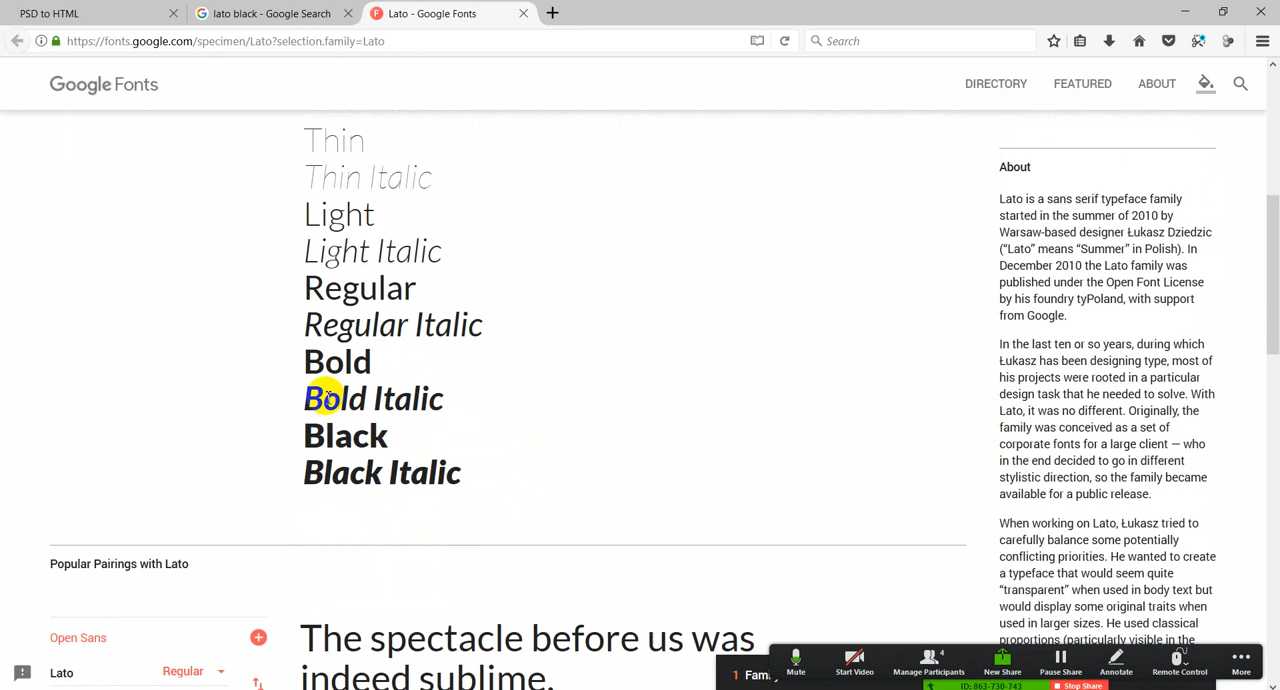 PSD to HTML
lato black - Google Search
Lato - Google Fonts
https://fonts.google.com/specimen/Lato?selection.family=Lato
Search
Google Fonts
DIRECTORY
FEATURED
ABOUT
Thin
Thin Italic
Light
Light Italic
Regular
Regular Italic
Bold
Bold Italic
Black
Black Italic
About
Lato is a sans serif typeface family
started in the summer of 2010 by
Warsaw-based designer Łukasz Dziedzic
(“Lato” means “Summer” in Polish). In
December 2010 the Lato family was
published under the Open Font License
by his foundry tyPoland, with support
from Google.
In the last ten or so years, during which
Łukasz has been designing type, most of
his projects were rooted in a particular
design task that he needed to solve. With
Lato, it was no different. Originally, the
family was conceived as a set of
corporate fonts for a large client — who
in the end decided to go in different
stylistic direction, so the family became
available for a public release.
When working on Lato, Łukasz tried to
carefully balance some potentially
conflicting priorities. He wanted to create
a typeface that would seem quite
“transparent” when used in body text but
would display some original traits when
used in larger sizes. He used classical
proportions (particularly visible in the
Popular Pairings with Lato
Open Sans
Lato
Regular
The spectacle before us was
indeed sublime.
1
Mute
Start Video
4
Manage Participants
New Share
Pause Share
Annotate
Remote Control
More
ID: 863-730-743
Stop Share